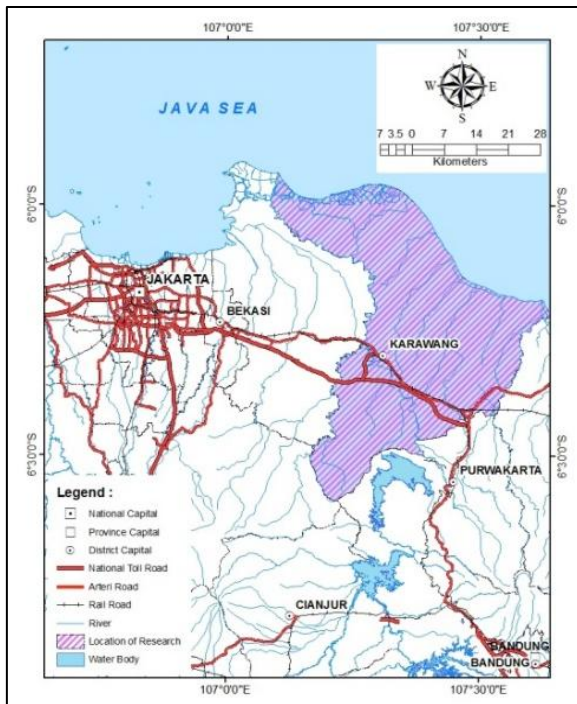 107°0'0"E 107°30'0"E
N
W E
S
7 3.5 0 7 14 21 28
Kilometers
JAVA SEA
6°0'0"S 6°0'0"S
JAKARTA
BEKASI
KARAWANG
6°30'0"S 6°30'0"S
PURWAKARTA
CIANJUR
BANDUNG
BANDUNG
Legend :
National Capital
Province Capital
District Capital
National Toll Road
Arteri Road
Rail Road
River
Location of Research
Water Body
107°0'0"E 107°30'0"E